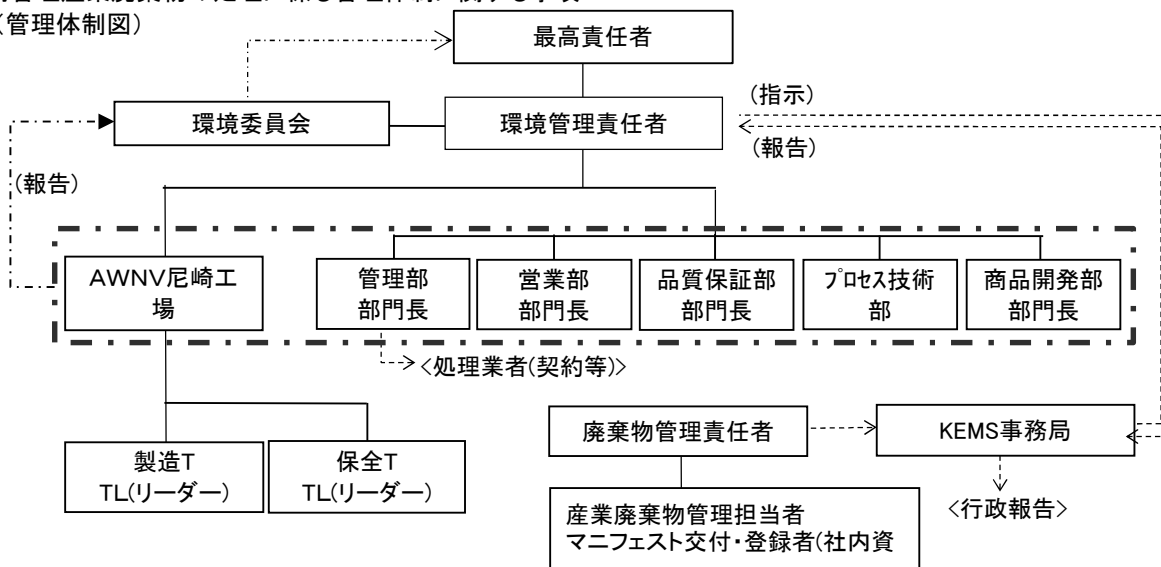 (管理体制図)
最高責任者
環境委員会
環境管理責任者
(指示)
(報告)
(報告)
AWNV尾崎工
場
管理部
部門長
営業部
部門長
品質保証部
部門長
プロセス技術
部
商品開発部
部門長
<処理業者(契約等)>
製造T
TL(リーダー)
保全T
TL(リーダー)
廃棄物管理責任者
KEMS事務局
産業廃棄物管理担当者
マニフェスト交付・登録者(社内資
<行政報告>